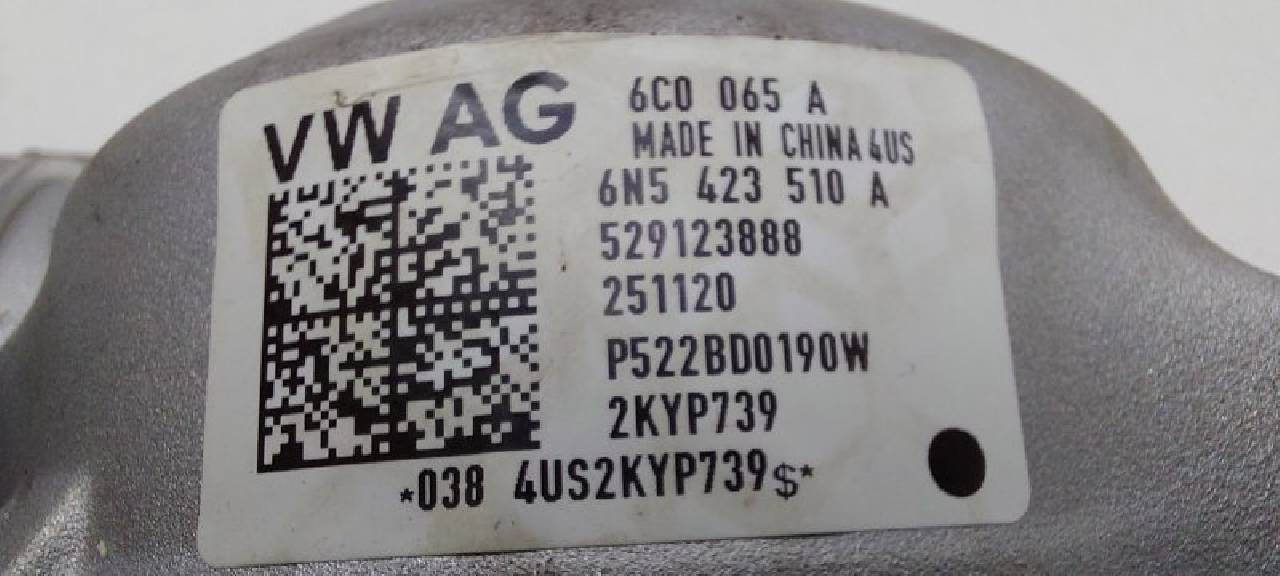 VW AG
6C0 065 A
MADE IN CHINA 4US
6N5 423 510 A
529123888
251120
P522BD0190W
2KYP739
*038 4US2KYP739$*